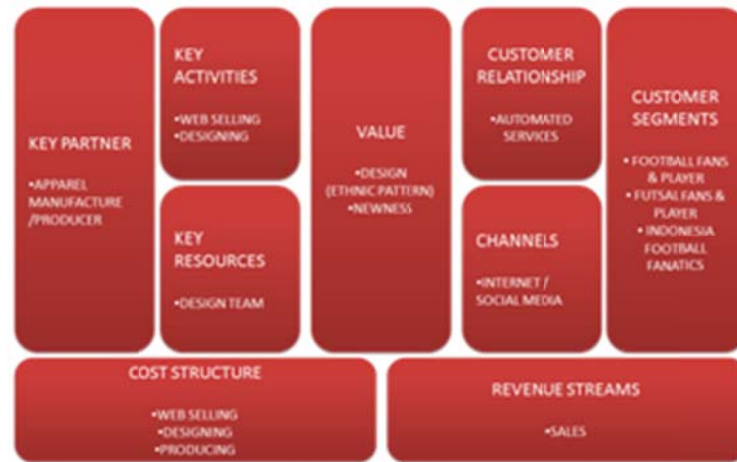 KEY PARTNER
•APPAREL
MANUFACTURE
/PRODUCER
KEY
ACTIVITIES
•WEB SELLING
•DESIGNING
KEY
RESOURCES
•DESIGN TEAM
VALUE
•DESIGN
(ETHNIC PATTERN)
•NEWNESS
CUSTOMER
RELATIONSHIP
•AUTOMATED
SERVICES
CHANNELS
•INTERNET /
SOCIAL MEDIA
CUSTOMER
SEGMENTS
•FOOTBALL FANS
& PLAYER
•FUTSAL FANS &
PLAYER
•INDONESIA
FOOTBALL
FANATICS
COST STRUCTURE
•WEB SELLING
•DESIGNING
•PRODUCING
REVENUE STREAMS
•SALES